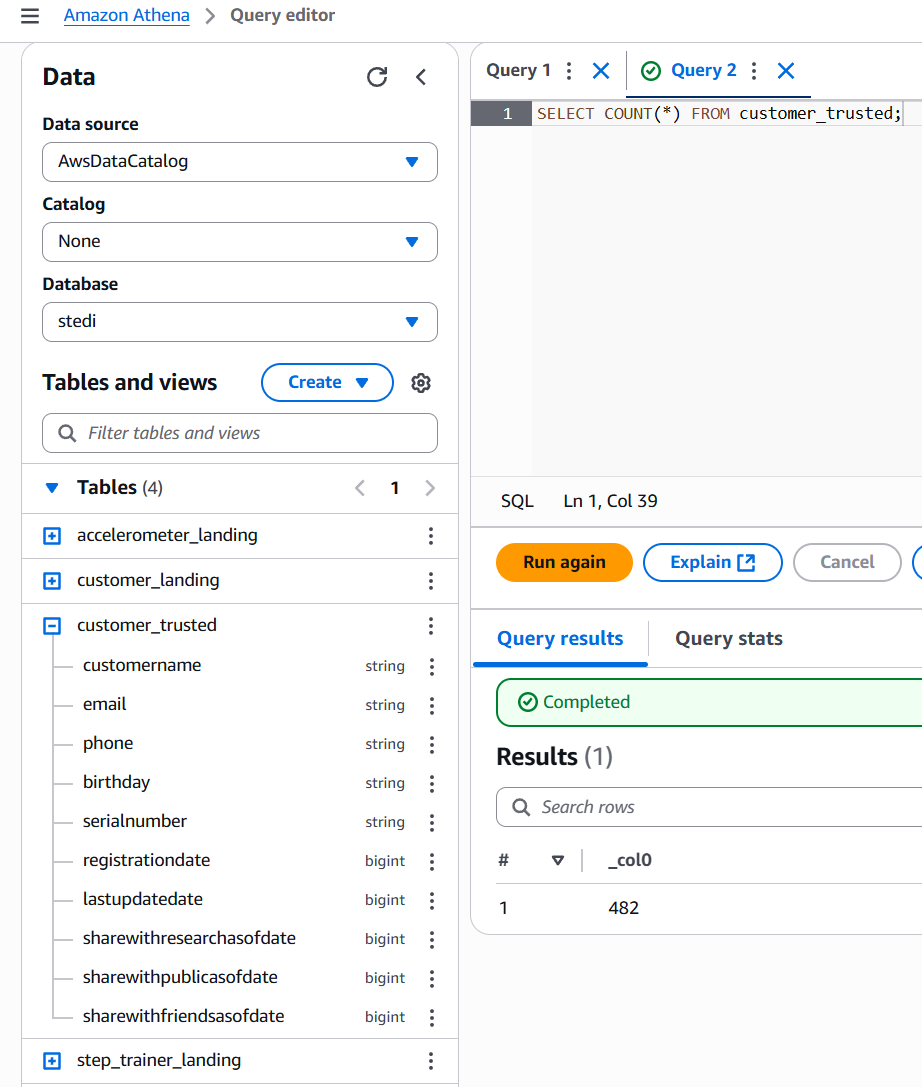 Amazon Athena > Query editor
Data
Data source
AwsDataCatalog
Catalog
None
Database
stedi
Tables and views
Create
Filter tables and views
Tables (4)
1
accelerometer_landing
customer_landing
customer_trusted
customername string
email string
phone string
birthday string
serialnumber string
registrationdate bigint
lastupdatedate bigint
sharewithresearchasofdate bigint
sharewithpublicasofdate bigint
sharewithfriendsasofdate bigint
step_trainer_landing
Query 1
Query 2
1 SELECT COUNT(*) FROM customer_trusted;
SQL Ln 1, Col 39
Run again
Explain
Cancel
Query results
Query stats
Completed
Results (1)
Search rows
# _col0
1 482